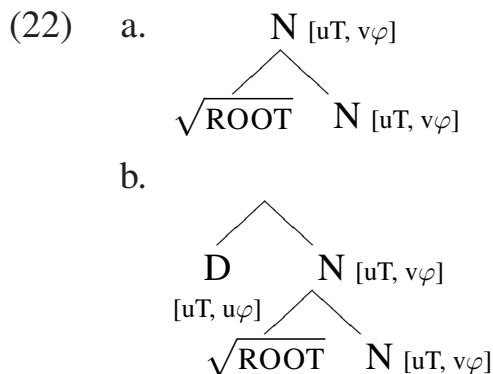 (22) a. N [uT, vφ]
√ROOT N [uT, vφ]
b.
D N [uT, vφ]
[uT, uφ]
√ROOT N [uT, vφ]